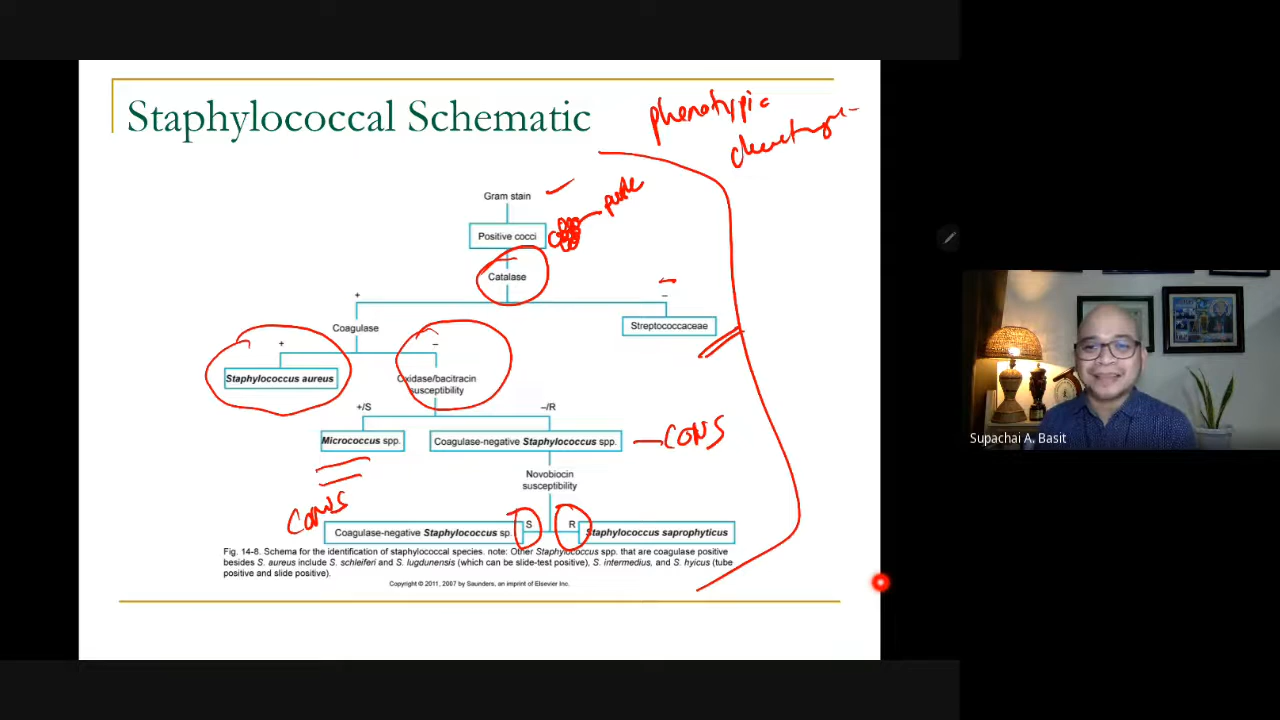 Staphylococcal Schematic
phenotypic
Gram stain
Positive cocci
Catalase
+
–
Coagulase
Streptococcaceae
+
–
Staphylococcus aureus
Oxidase/bacitracin
susceptibility
+/S
–/R
Micrococcus spp.
Coagulase-negative Staphylococcus spp.
CONS
Novobiocin
susceptibility
CONS
S
R
Coagulase-negative Staphylococcus sp.
Staphylococcus saprophyticus
Fig. 14-8. Schema for the identification of staphylococcal species. note: Other Staphylococcus spp. that are coagulase positive
besides S. aureus include S. schleiferi and S. lugdunensis (which can be slide-test positive), S. intermedius, and S. hyicus (tube
positive and slide positive).
Copyright © 2011, 2007 by Saunders, an imprint of Elsevier Inc.
Supachai A. Basit